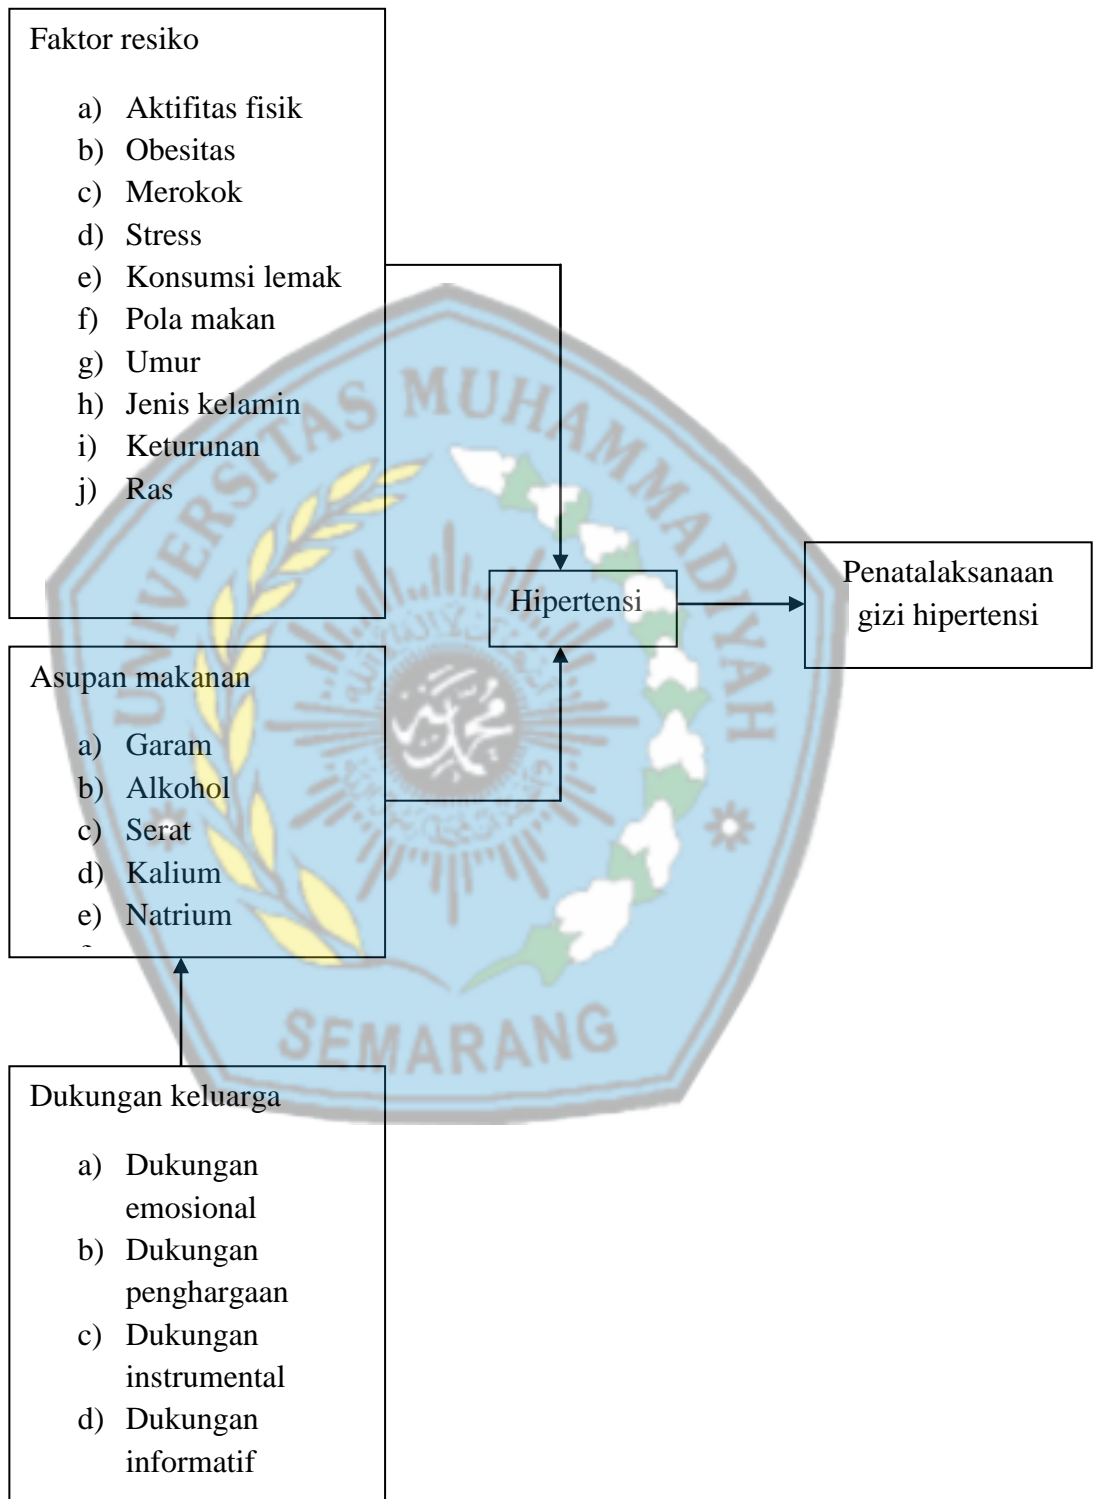 Faktor resiko
a) Aktifitas fisik
b) Obesitas
c) Merokok
d) Stress
e) Konsumsi lemak
f) Pola makan
g) Umur
h) Jenis kelamin
i) Keturunan
j) Ras
Hipertensi
Penatalaksanaan
gizi hipertensi
Asupan makanan
a) Garam
b) Alkohol
c) Serat
d) Kalium
e) Natrium
Dukungan keluarga
a) Dukungan
emosional
b) Dukungan
penghargaan
c) Dukungan
instrumental
d) Dukungan
informatif
UNIVERSITAS MUHAMMADIYAH
SEMARANG